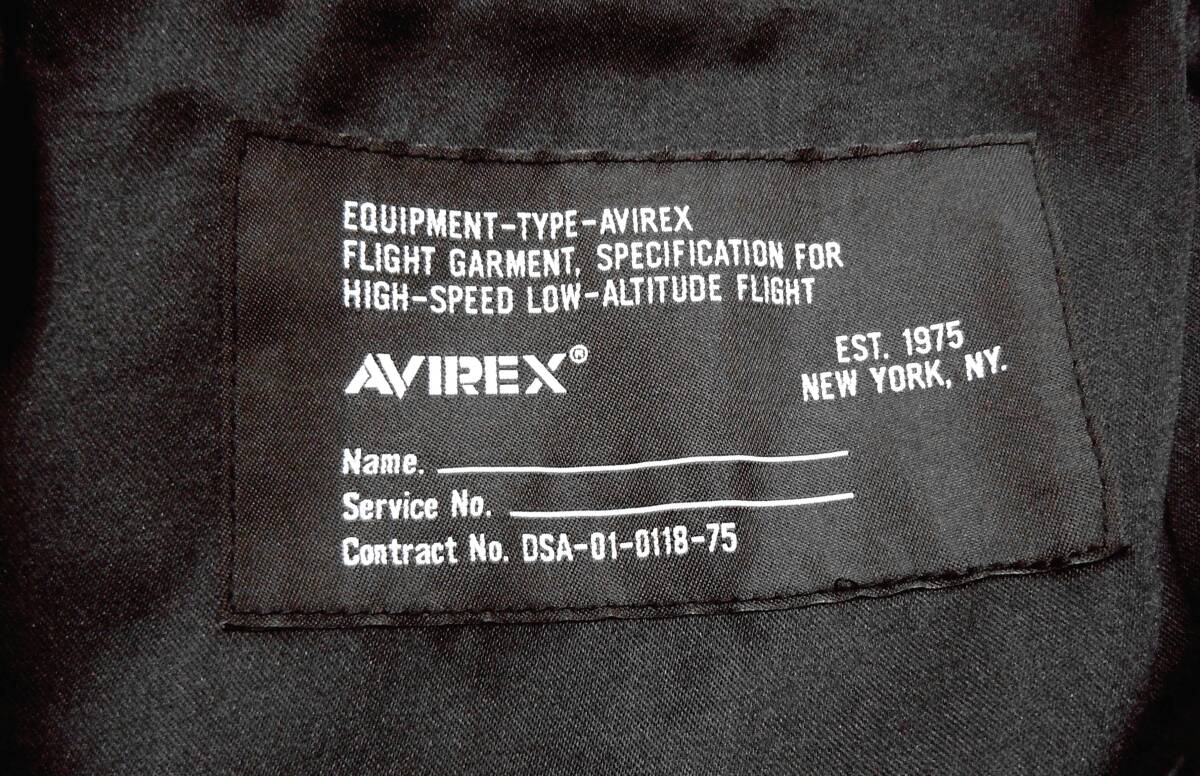 EQUIPMENT-TYPE-AVIREX
FLIGHT GARMENT, SPECIFICATION FOR
HIGH-SPEED LOW-ALTITUDE FLIGHT
AVIREX®
EST. 1975
NEW YORK, NY.
Name.
Service No.
Contract No. DSA-01-0118-75